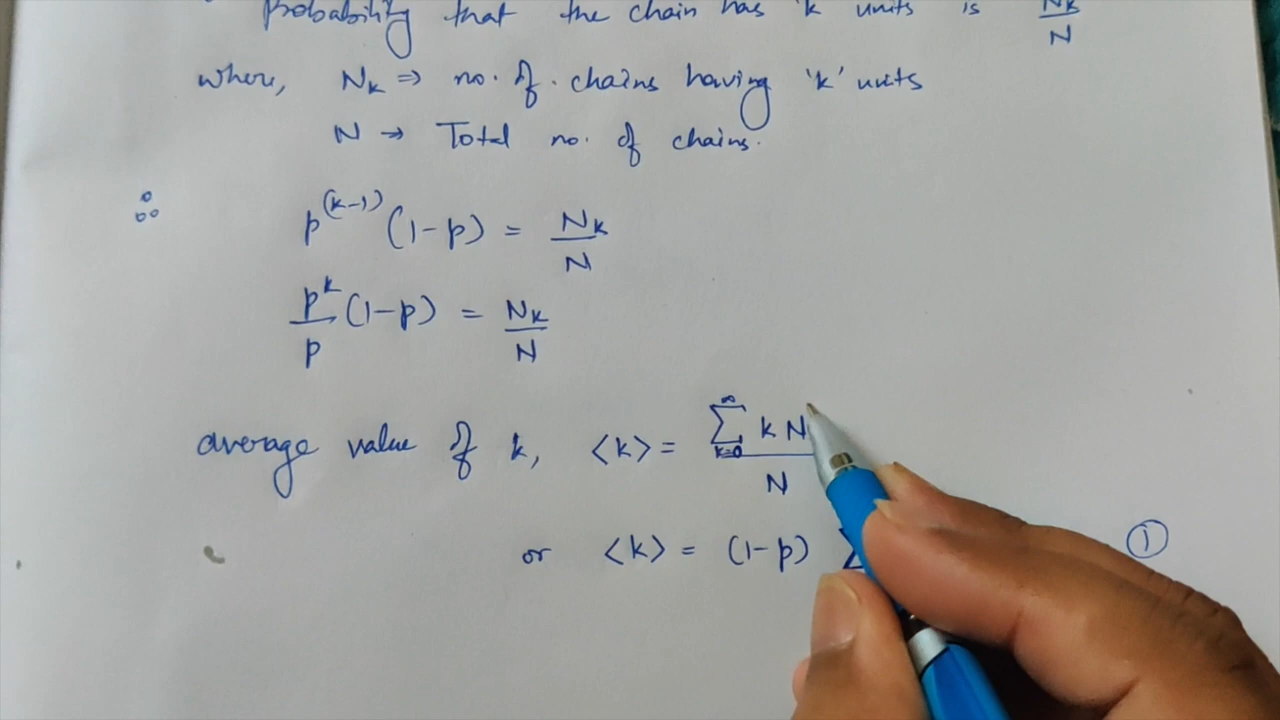 probability that the chain has 'k' units is Nk/N
where, Nk ⇒ no. of. chains having 'k' units
N → Total no. of chains.
∴ p^(k-1) (1-p) = Nk/N
p^k/p (1-p) = Nk/N
average value of k, ⟨k⟩ = ∑_{k=0}^{∞} k N / N
or ⟨k⟩ = (1-p) ①